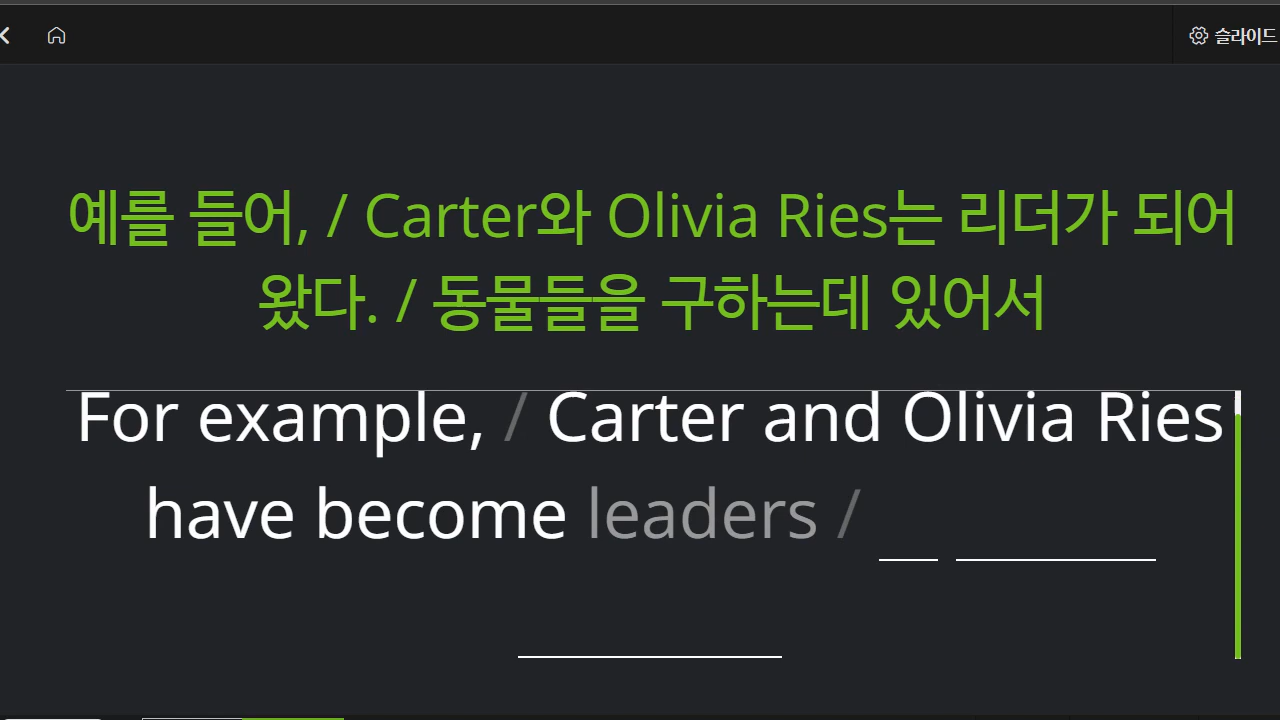 슬라이드
예를 들어, / Carter와 Olivia Ries는 리더가 되어
왔다. / 동물들을 구하는데 있어서
For example, / Carter and Olivia Ries
have become leaders /